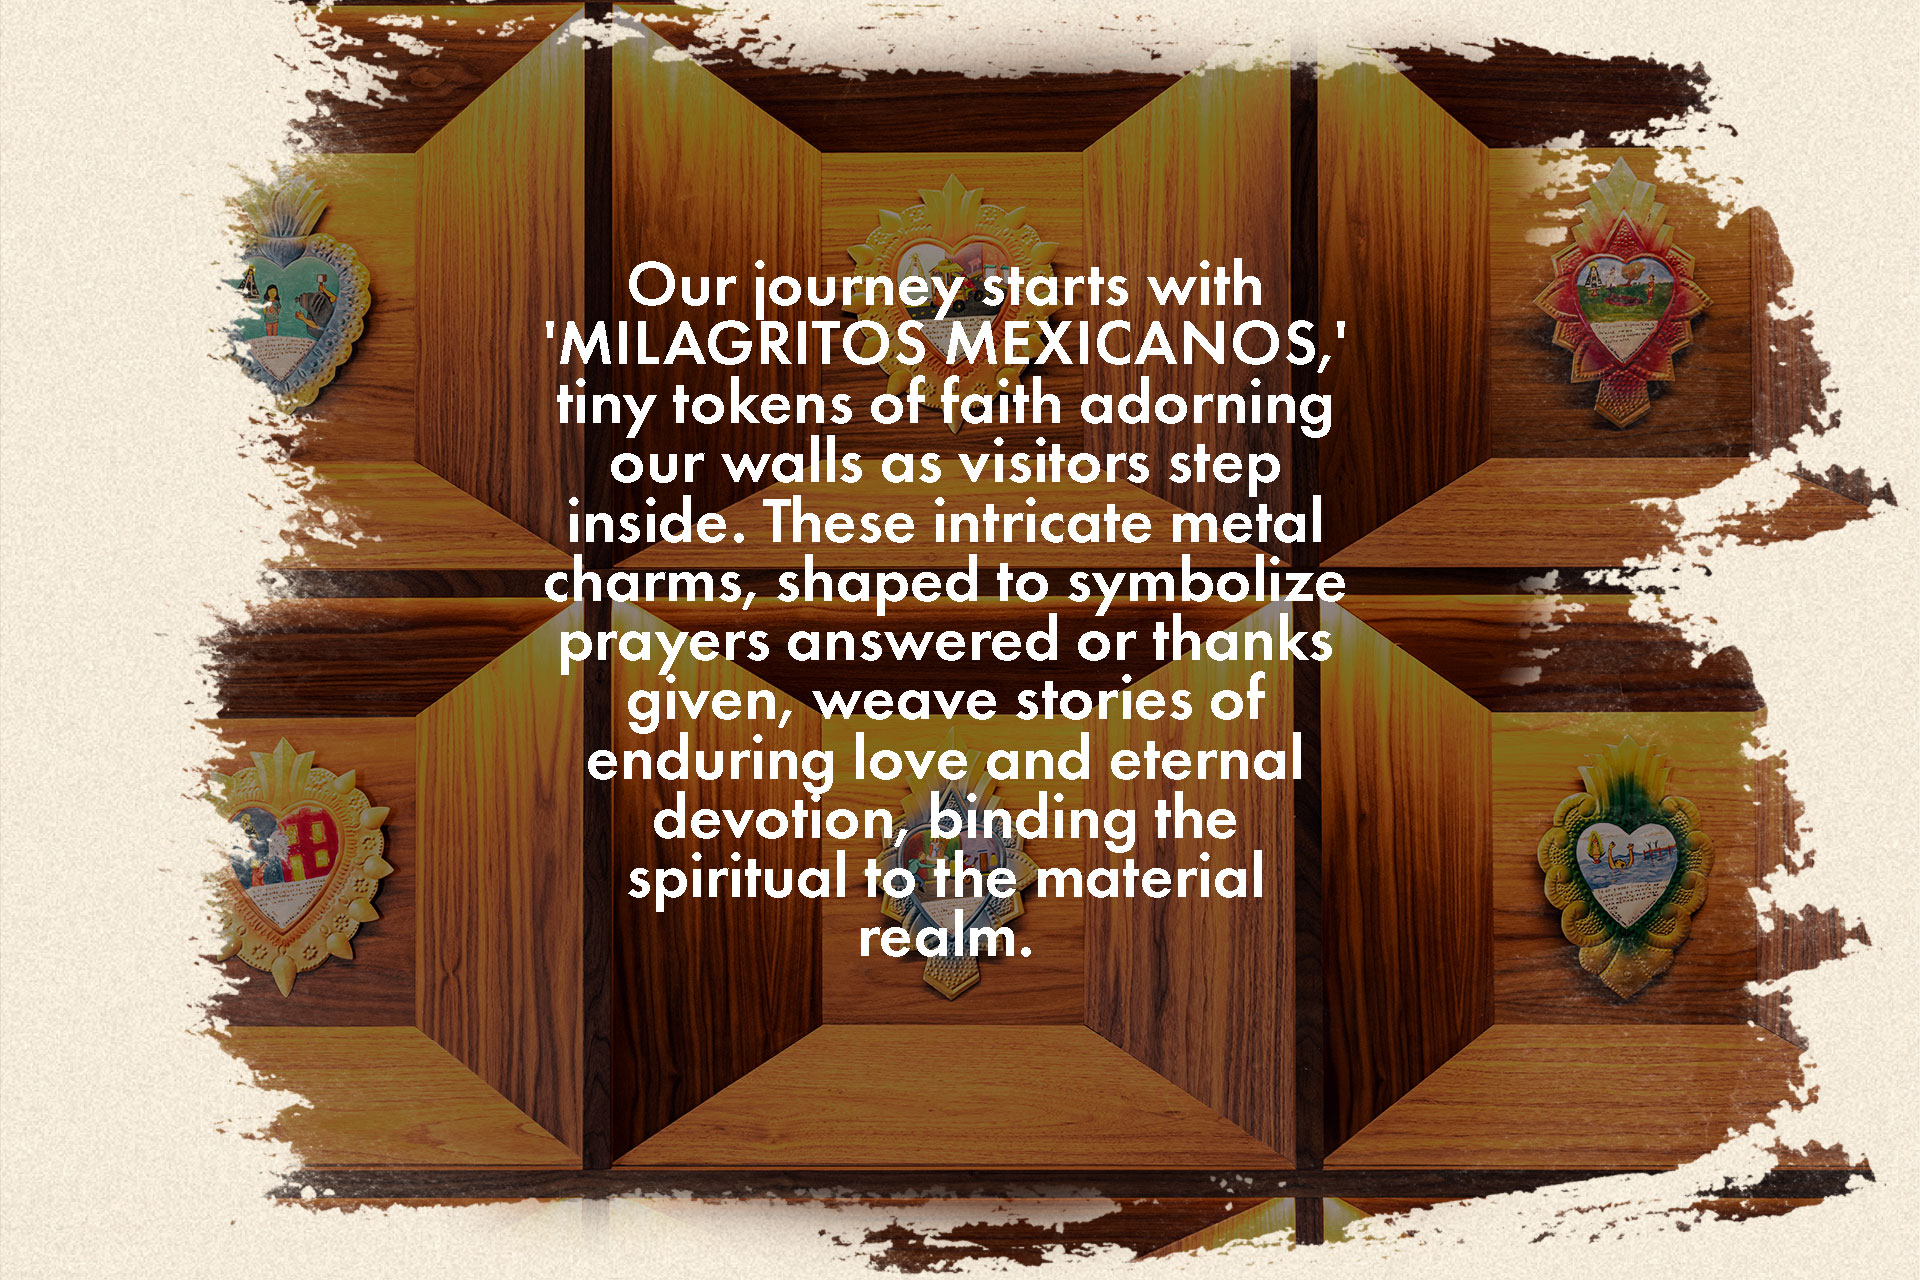 Our journey starts with
'MILAGRITOS MEXICANOS,'
tiny tokens of faith adorning
our walls as visitors step
inside. These intricate metal
charms, shaped to symbolize
prayers answered or thanks
given, weave stories of
enduring love and eternal
devotion, binding the
spiritual to the material
realm.